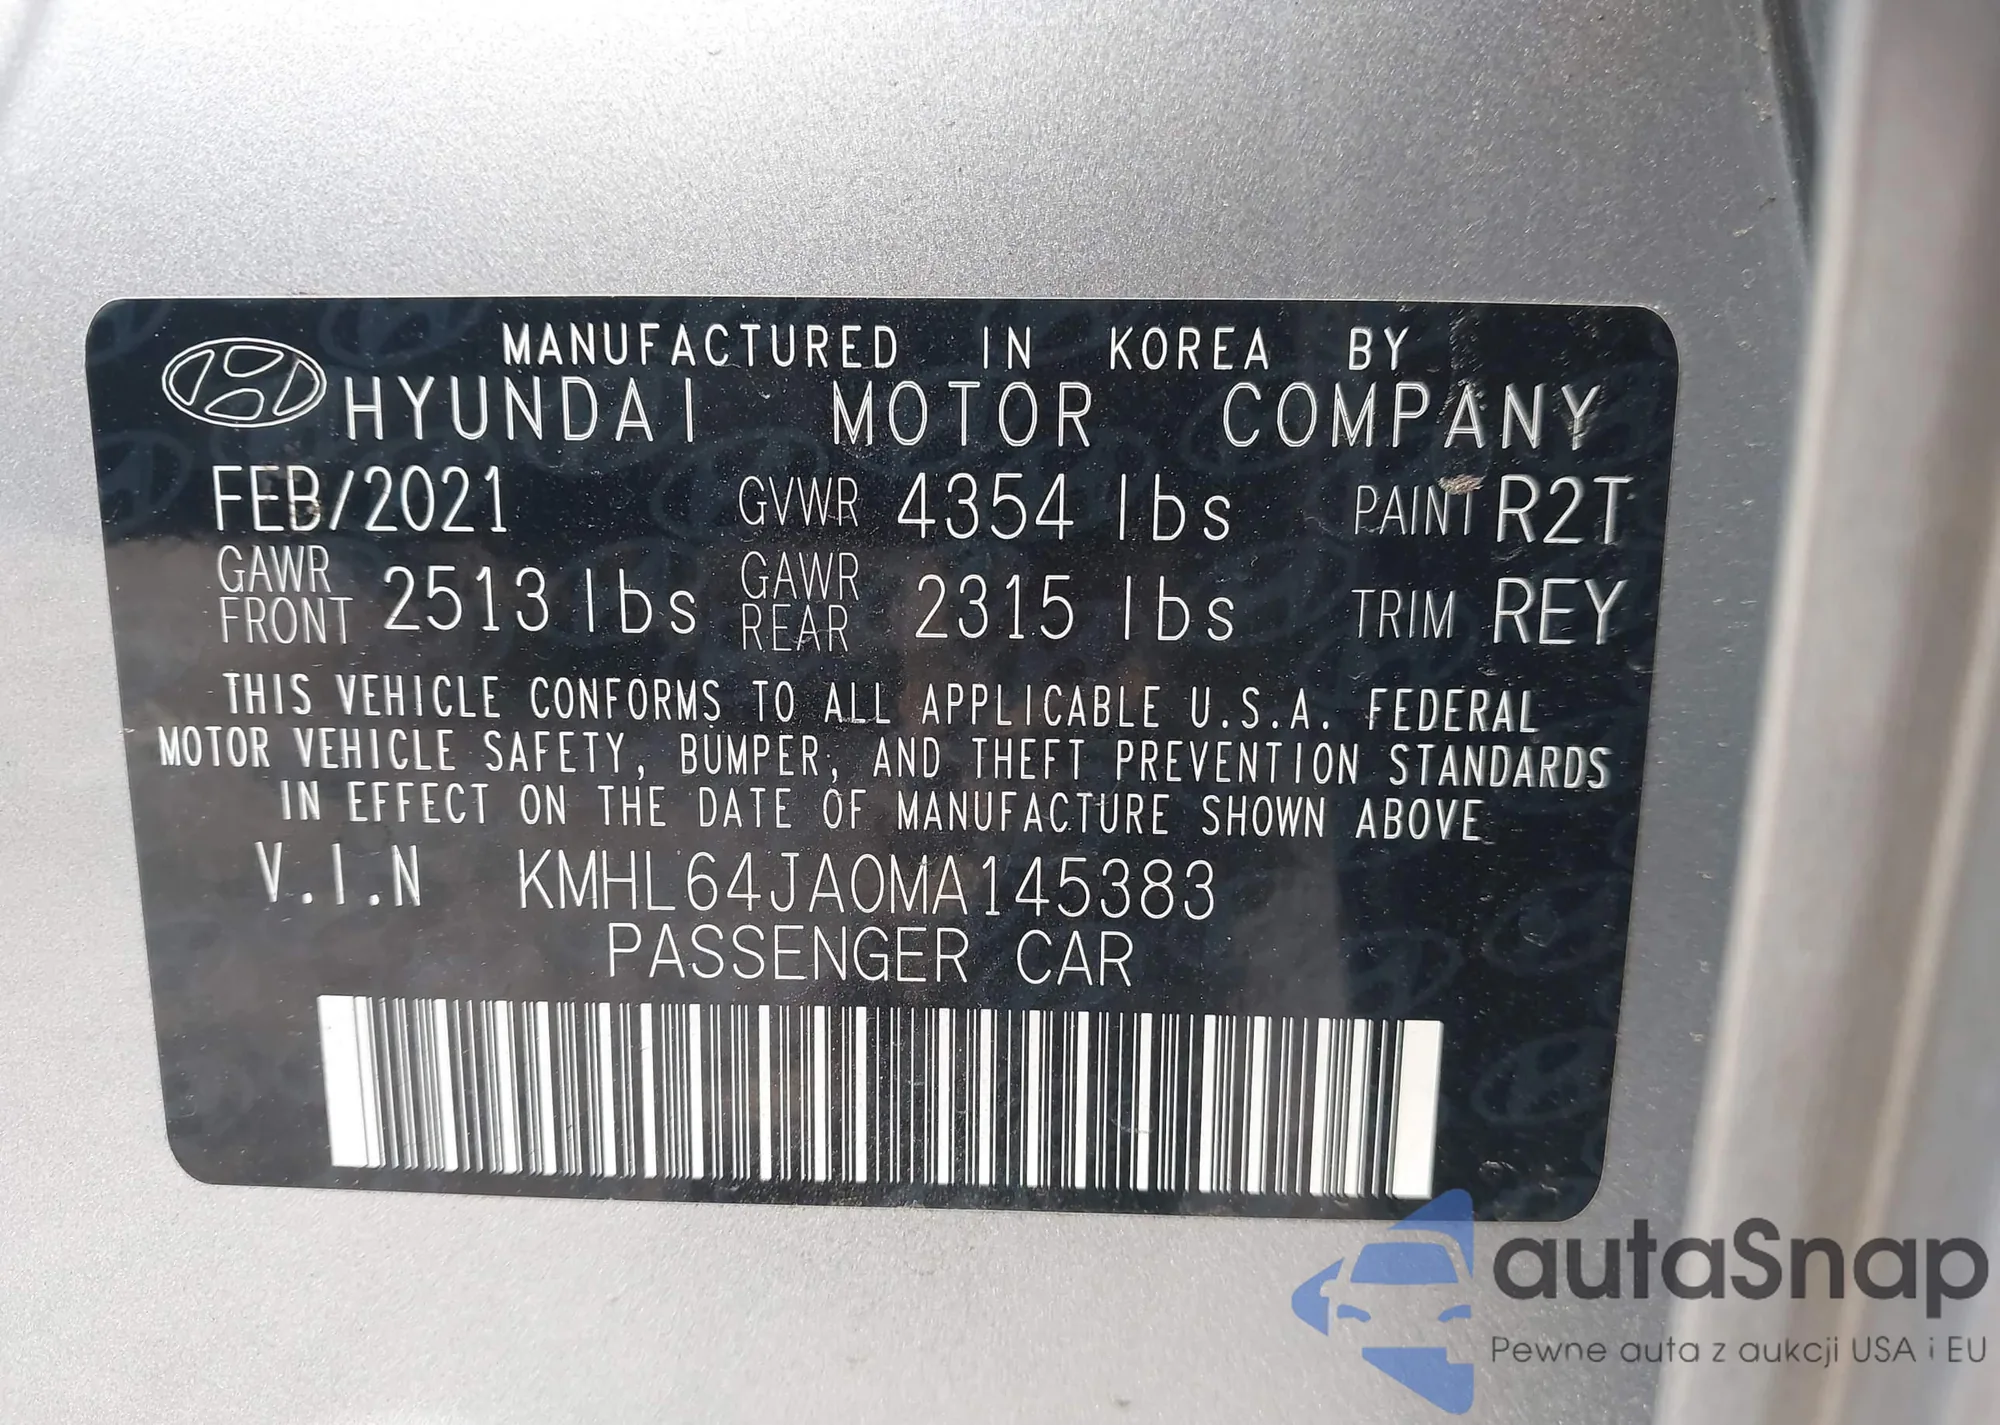 MANUFACTURED IN KOREA BY
HYUNDAI MOTOR COMPANY
FEB/2021 GVWR 4354 lbs PAINT R2T
GAWR FRONT 2513 lbs GAWR REAR 2315 lbs TRIM REY
THIS VEHICLE CONFORMS TO ALL APPLICABLE U.S.A. FEDERAL
MOTOR VEHICLE SAFETY, BUMPER, AND THEFT PREVENTION STANDARDS
IN EFFECT ON THE DATE OF MANUFACTURE SHOWN ABOVE
V.I.N KMHL64JA0MA145383
PASSENGER CAR
autaSnap
Pewne auta z aukcji USA i EU